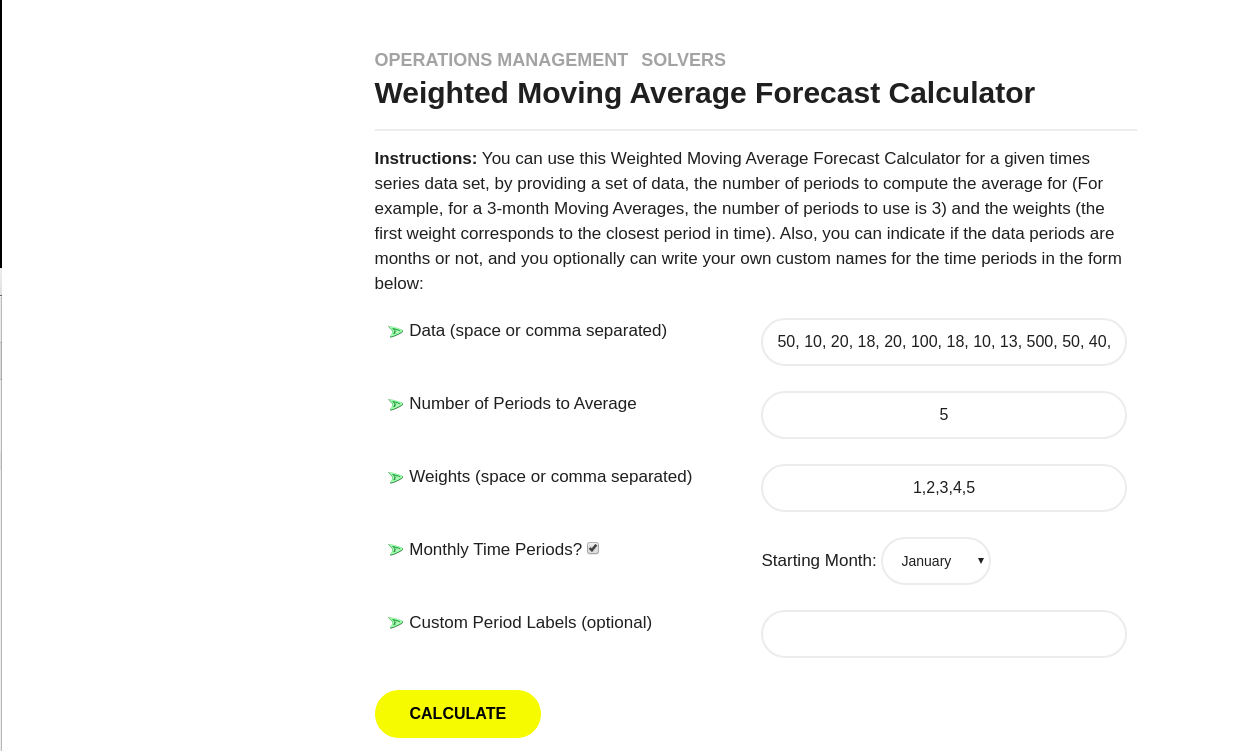 OPERATIONS MANAGEMENT SOLVERS
Weighted Moving Average Forecast Calculator
Instructions: You can use this Weighted Moving Average Forecast Calculator for a given times
series data set, by providing a set of data, the number of periods to compute the average for (For
example, for a 3-month Moving Averages, the number of periods to use is 3) and the weights (the
first weight corresponds to the closest period in time). Also, you can indicate if the data periods are
months or not, and you optionally can write your own custom names for the time periods in the form
below:
Data (space or comma separated)
50, 10, 20, 18, 20, 100, 18, 10, 13, 500, 50, 40,
Number of Periods to Average
5
Weights (space or comma separated)
1,2,3,4,5
Monthly Time Periods?
Starting Month: January
Custom Period Labels (optional)
CALCULATE